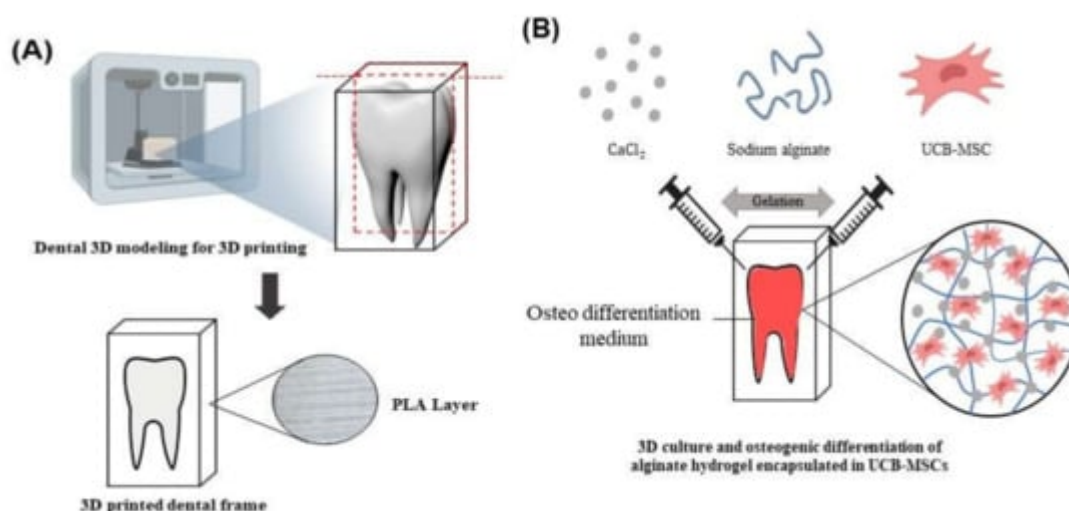 (A)
Dental 3D modeling for 3D printing
PLA Layer
3D printed dental frame
(B)
CaCl₂
Sodium alginate
UCB-MSC
Gelation
Osteo differentiation
medium
3D culture and osteogenic differentiation of
alginate hydrogel encapsulated in UCB-MSCs